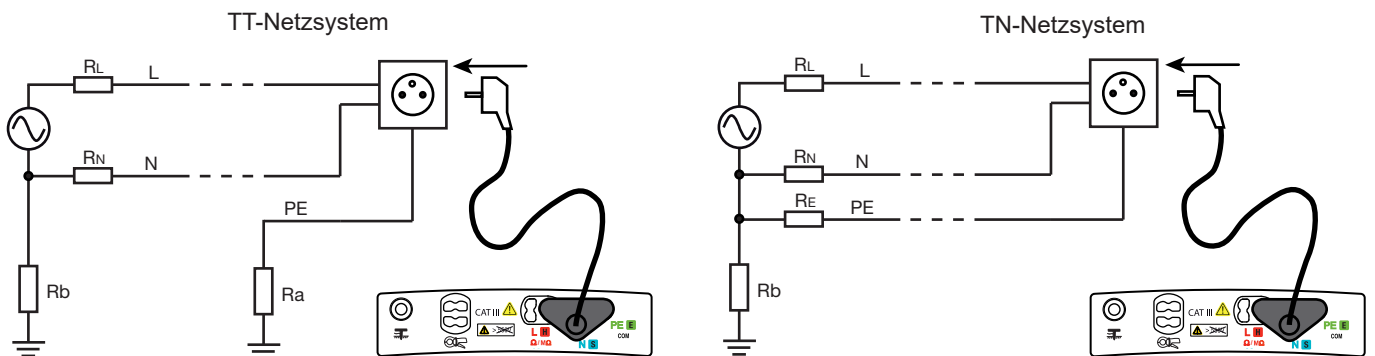 TT-Netzsystem
RL
L
RN
N
PE
Rb
Ra
CAT III
L H
Ω/MΩ
N S
PE E
COM
TN-Netzsystem
RL
L
RN
N
RE
PE
Rb
CAT III
L H
Ω/MΩ
N S
PE E
COM